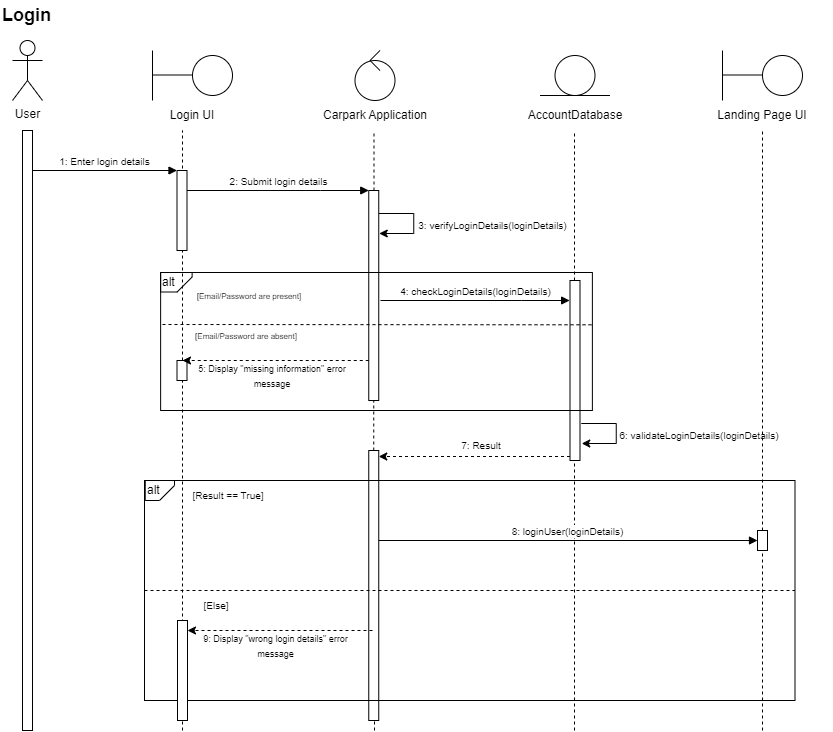 Login
User
Login UI
Carpark Application
AccountDatabase
Landing Page UI
1: Enter login details
2: Submit login details
3: verifyLoginDetails(loginDetails)
alt
[Email/Password are present]
4: checkLoginDetails(loginDetails)
[Email/Password are absent]
5: Display "missing information" error
message
6: validateLoginDetails(loginDetails)
7: Result
alt
[Result == True]
8: loginUser(loginDetails)
[Else]
9: Display "wrong login details" error
message